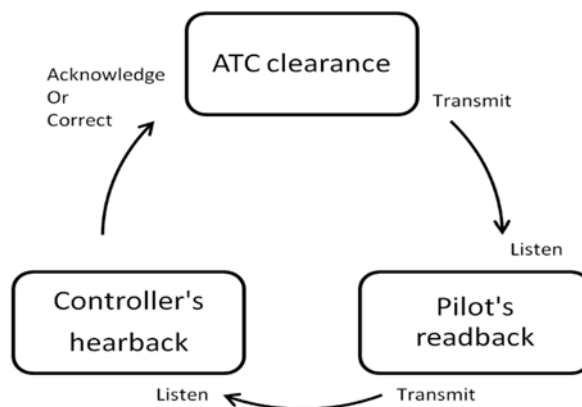 ATC clearance
Acknowledge
Or
Correct
Transmit
Listen
Controller's
hearback
Pilot's
readback
Listen
Transmit